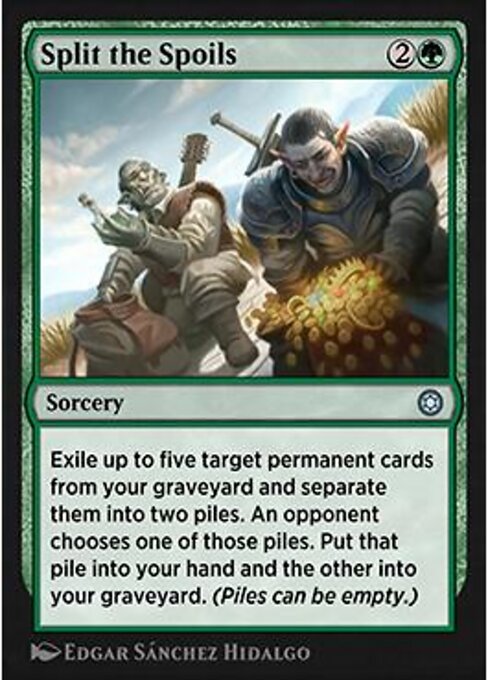 Split the Spoils 2
Sorcery
Exile up to five target permanent cards
from your graveyard and separate
them into two piles. An opponent
chooses one of those piles. Put that
pile into your hand and the other into
your graveyard. (Piles can be empty.)
Edgar Sánchez Hidalgo